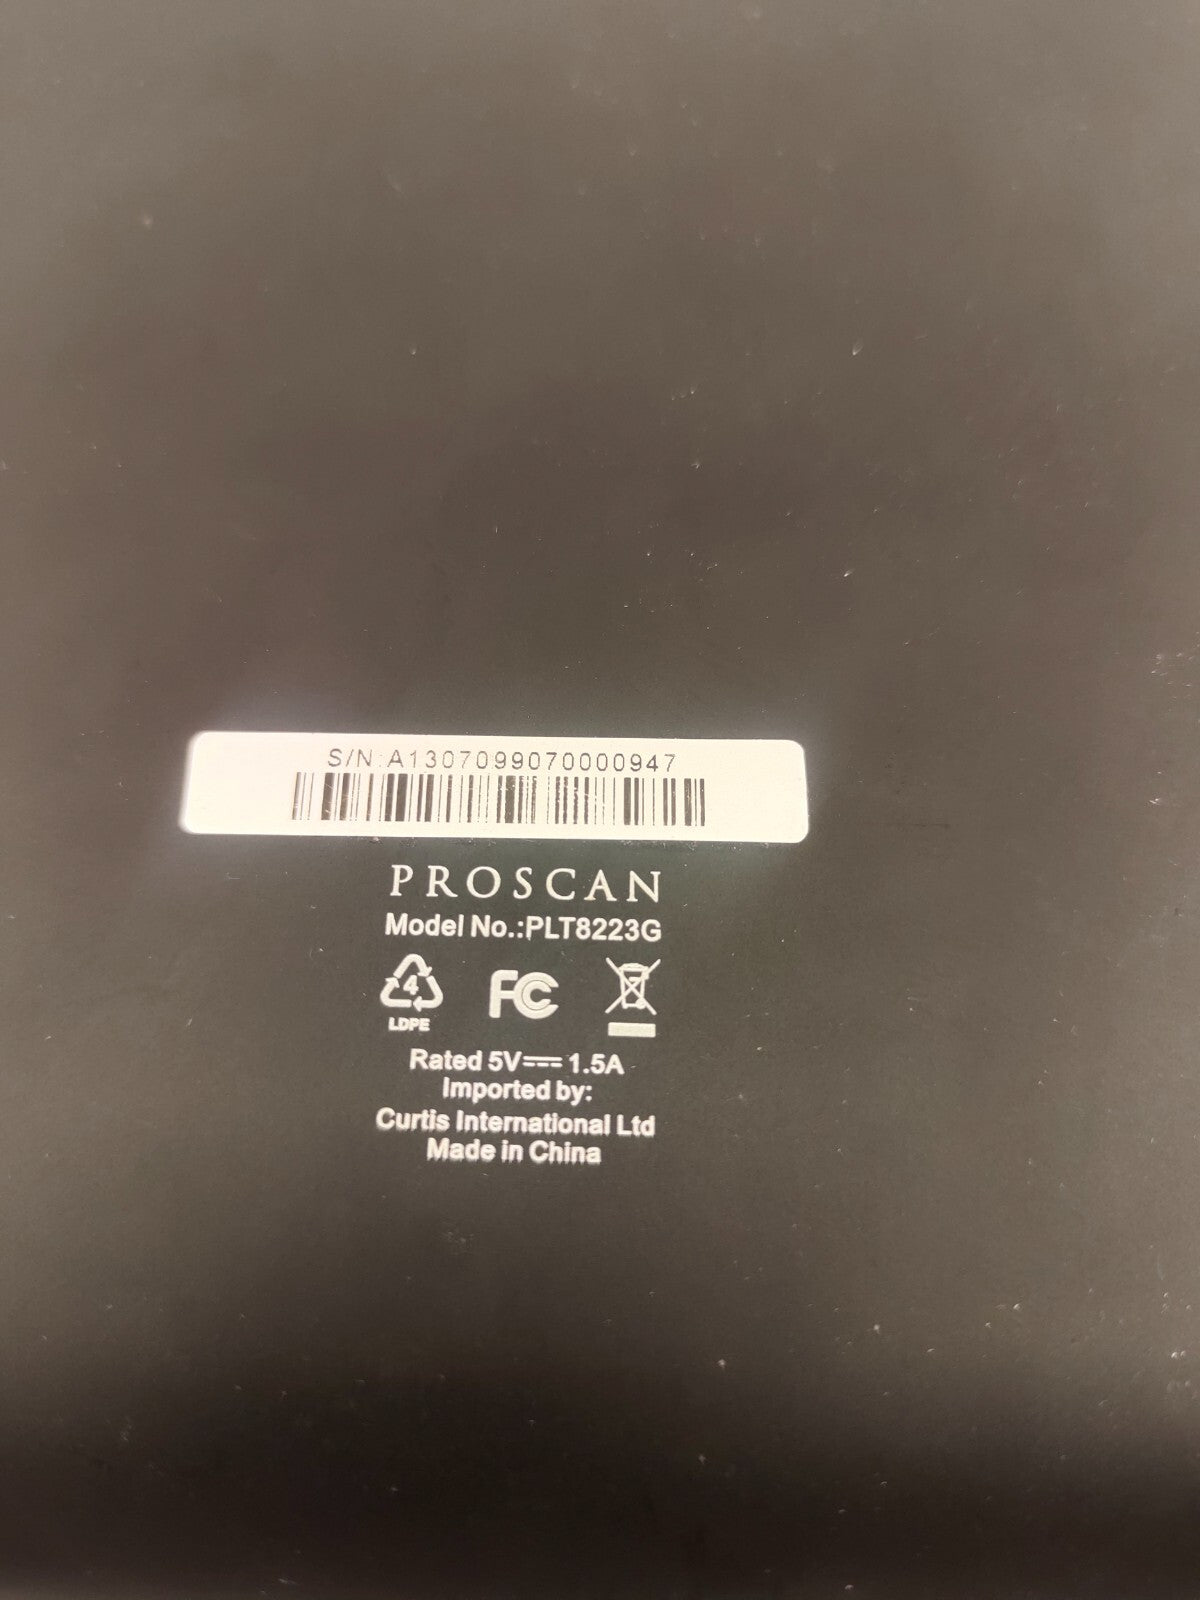 S/N:A1307099070000947
PROSCAN
Model No.:PLT8223G
4 FC
LDPE
Rated 5V⎓1.5A
Imported by:
Curtis International Ltd
Made in China